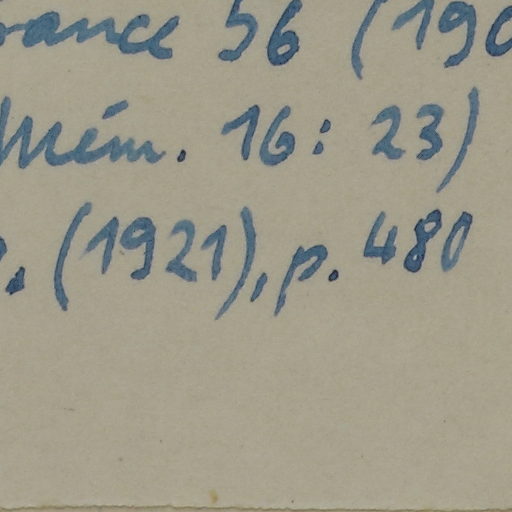 rance 56 (190
Mém. 16: 23)
. (1921), p. 480